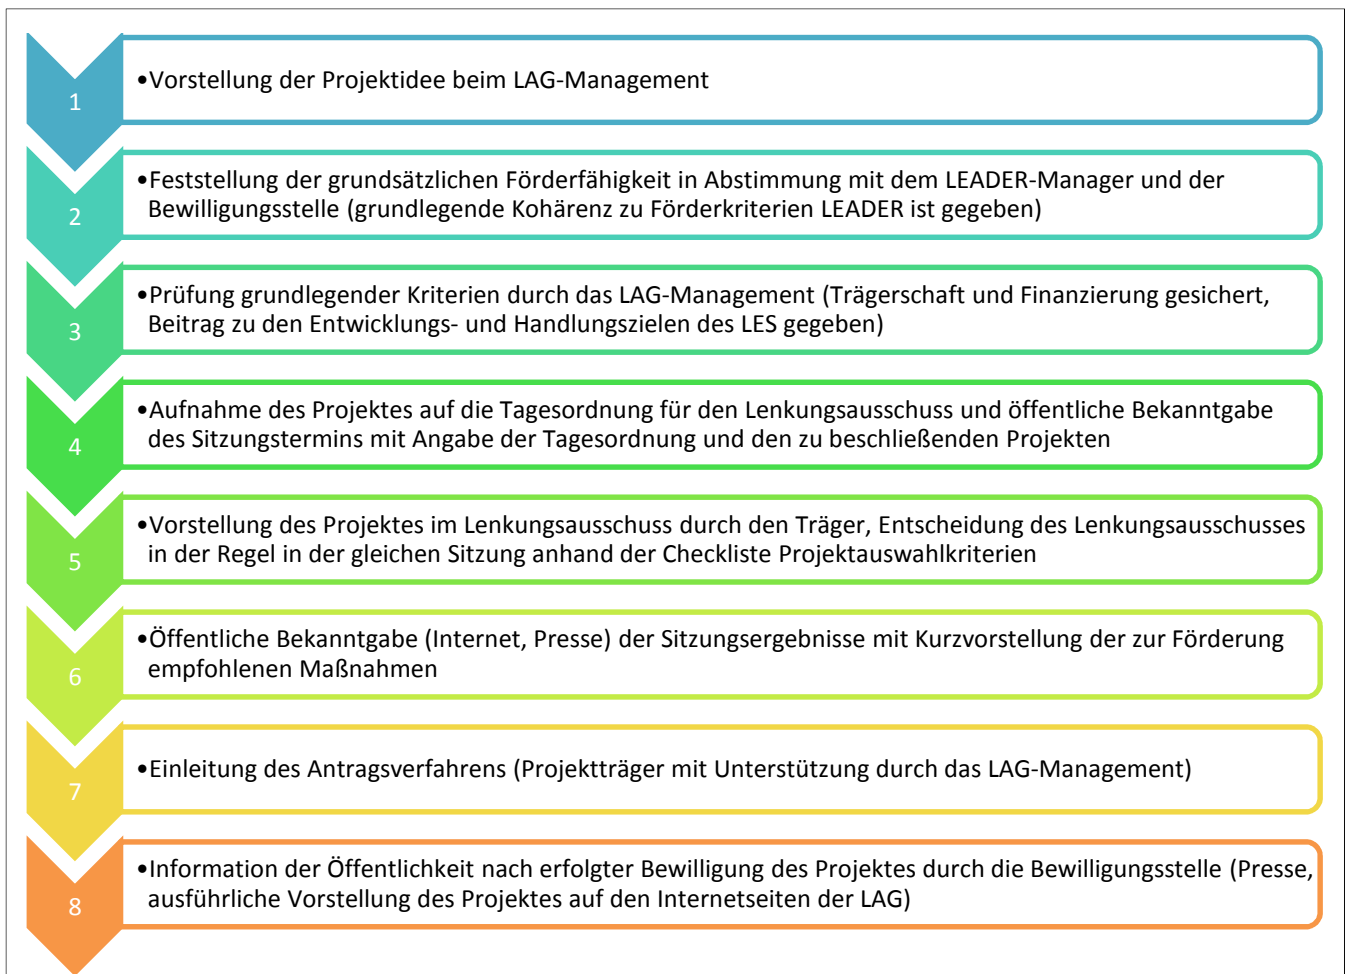 1
•Vorstellung der Projektidee beim LAG-Management
2
•Feststellung der grundsätzlichen Förderfähigkeit in Abstimmung mit dem LEADER-Manager und der
Bewilligungsstelle (grundlegende Kohärenz zu Förderkriterien LEADER ist gegeben)
3
•Prüfung grundlegender Kriterien durch das LAG-Management (Trägerschaft und Finanzierung gesichert,
Beitrag zu den Entwicklungs- und Handlungszielen des LES gegeben)
4
•Aufnahme des Projektes auf die Tagesordnung für den Lenkungsausschuss und öffentliche Bekanntgabe
des Sitzungstermins mit Angabe der Tagesordnung und den zu beschließenden Projekten
5
•Vorstellung des Projektes im Lenkungsausschuss durch den Träger, Entscheidung des Lenkungsausschusses
in der Regel in der gleichen Sitzung anhand der Checkliste Projektauswahlkriterien
6
•Öffentliche Bekanntgabe (Internet, Presse) der Sitzungsergebnisse mit Kurzvorstellung der zur Förderung
empfohlenen Maßnahmen
7
•Einleitung des Antragsverfahrens (Projektträger mit Unterstützung durch das LAG-Management)
8
•Information der Öffentlichkeit nach erfolgter Bewilligung des Projektes durch die Bewilligungsstelle (Presse,
ausführliche Vorstellung des Projektes auf den Internetseiten der LAG)